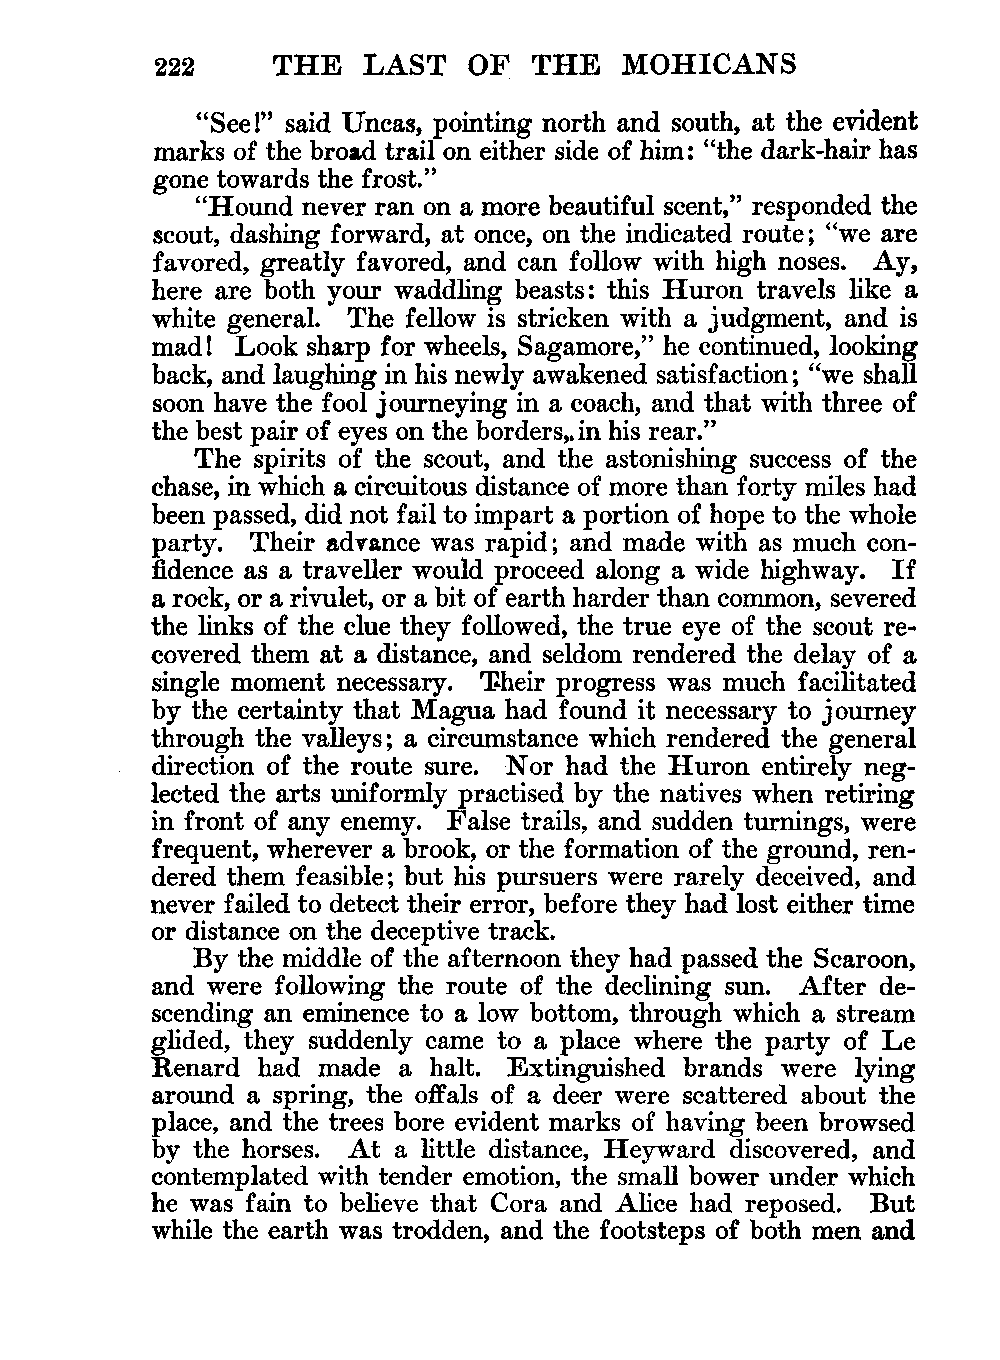 222 THE LAST OF THE MOHICANS
“See!” said Uncas, pointing north and south, at the evident
marks of the broad trail on either side of him: “the dark-hair has
gone towards the frost.”
“Hound never ran on a more beautiful scent,” responded the
scout, dashing forward, at once, on the indicated route; “we are
favored, greatly favored, and can follow with high noses. Ay,
here are both your waddling beasts: this Huron travels like a
white general. The fellow is stricken with a judgment, and is
mad! Look sharp for wheels, Sagamore,” he continued, looking
back, and laughing in his newly awakened satisfaction; “we shall
soon have the fool journeying in a coach, and that with three of
the best pair of eyes on the borders, in his rear.”
The spirits of the scout, and the astonishing success of the
chase, in which a circuitous distance of more than forty miles had
been passed, did not fail to impart a portion of hope to the whole
party. Their advance was rapid; and made with as much con-
fidence as a traveller would proceed along a wide highway. If
a rock, or a rivulet, or a bit of earth harder than common, severed
the links of the clue they followed, the true eye of the scout re-
covered them at a distance, and seldom rendered the delay of a
single moment necessary. Their progress was much facilitated
by the certainty that Magua had found it necessary to journey
through the valleys; a circumstance which rendered the general
direction of the route sure. Nor had the Huron entirely neg-
lected the arts uniformly practised by the natives when retiring
in front of any enemy. False trails, and sudden turnings, were
frequent, wherever a brook, or the formation of the ground, ren-
dered them feasible; but his pursuers were rarely deceived, and
never failed to detect their error, before they had lost either time
or distance on the deceptive track.
By the middle of the afternoon they had passed the Scaroon,
and were following the route of the declining sun. After de-
scending an eminence to a low bottom, through which a stream
glided, they suddenly came to a place where the party of Le
Renard had made a halt. Extinguished brands were lying
around a spring, the offals of a deer were scattered about the
place, and the trees bore evident marks of having been browsed
by the horses. At a little distance, Heyward discovered, and
contemplated with tender emotion, the small bower under which
he was fain to believe that Cora and Alice had reposed. But
while the earth was trodden, and the footsteps of both men and